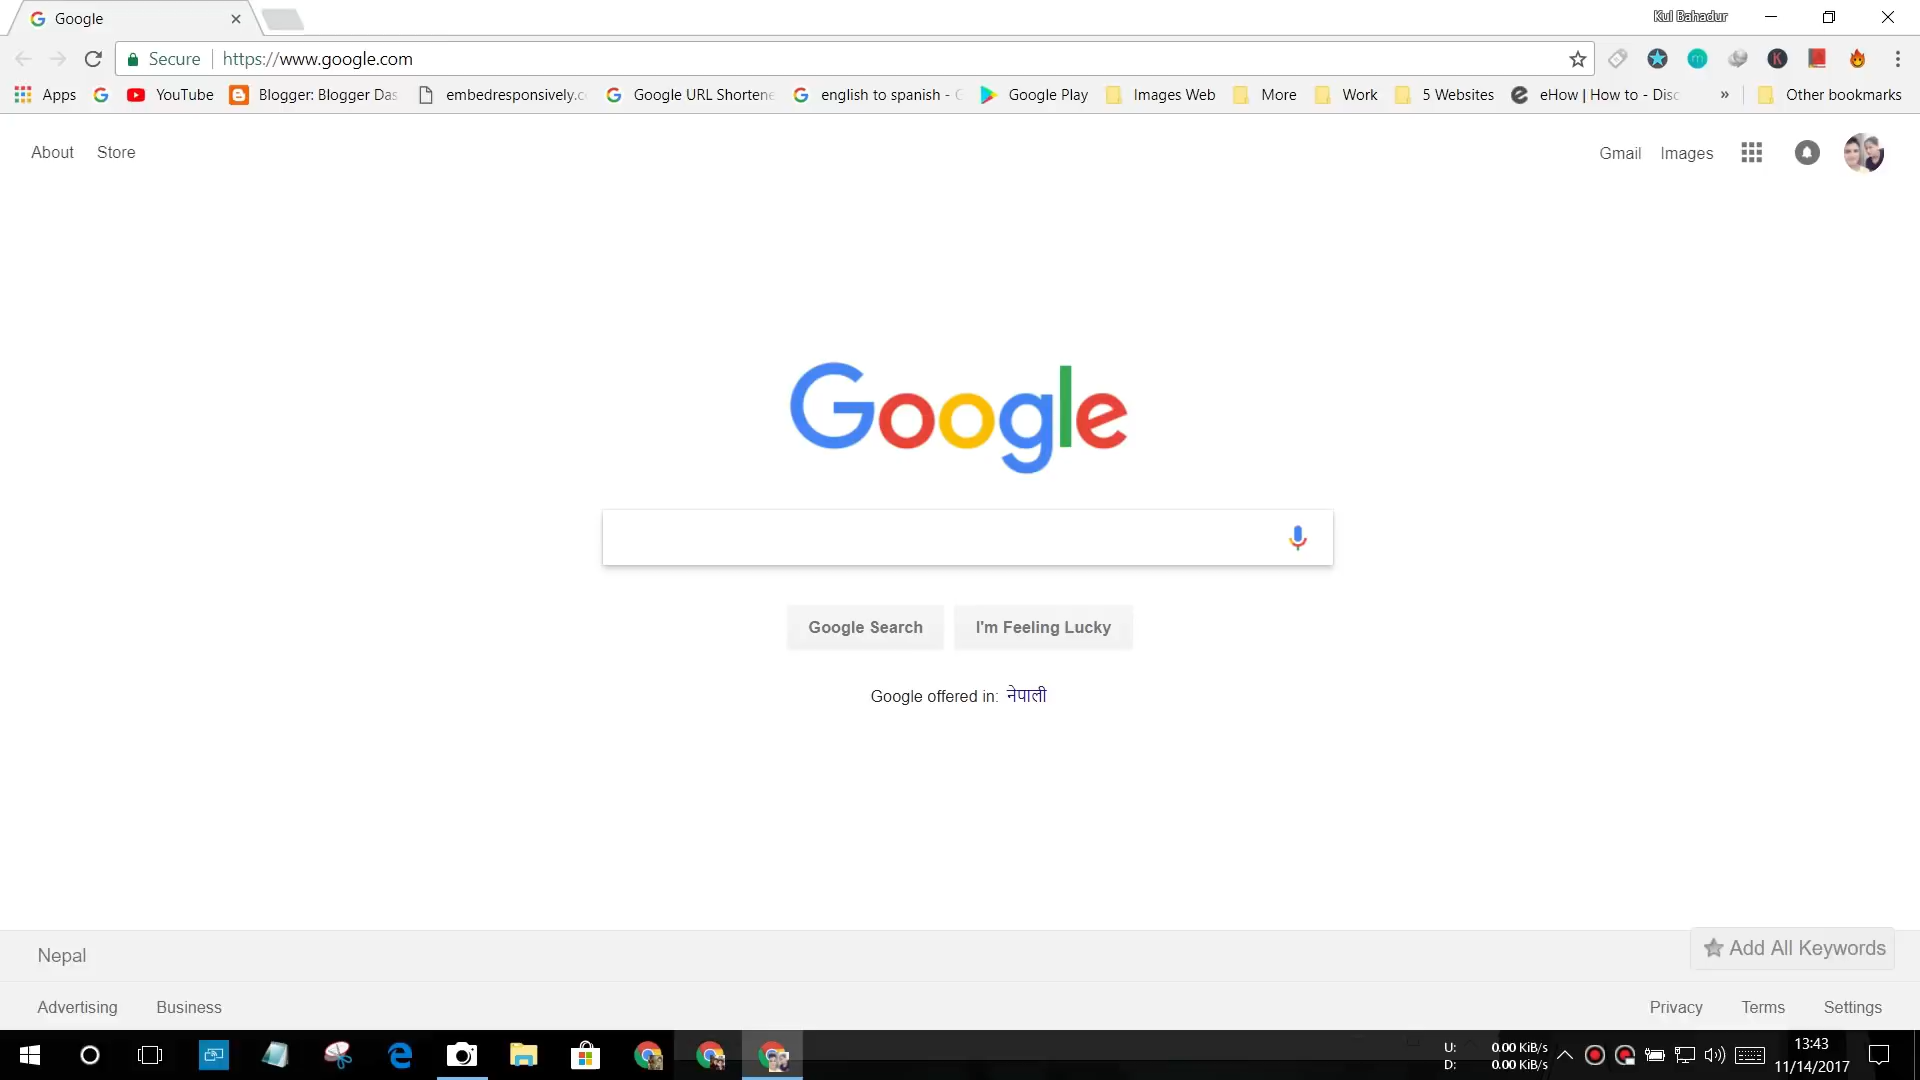 Google
Kul Bahadur
Secure
https://www.google.com
Apps
YouTube
Blogger: Blogger Das
embedresponsively.c
Google URL Shortene
english to spanish -
Google Play
Images Web
More
Work
5 Websites
eHow | How to - Disc
»
Other bookmarks
About
Store
Gmail
Images
Google
Google Search
I'm Feeling Lucky
Google offered in: नेपाली
Nepal
Add All Keywords
Advertising
Business
Privacy
Terms
Settings
U: 0.00 KiB/s
D: 0.00 KiB/s
13:43
11/14/2017